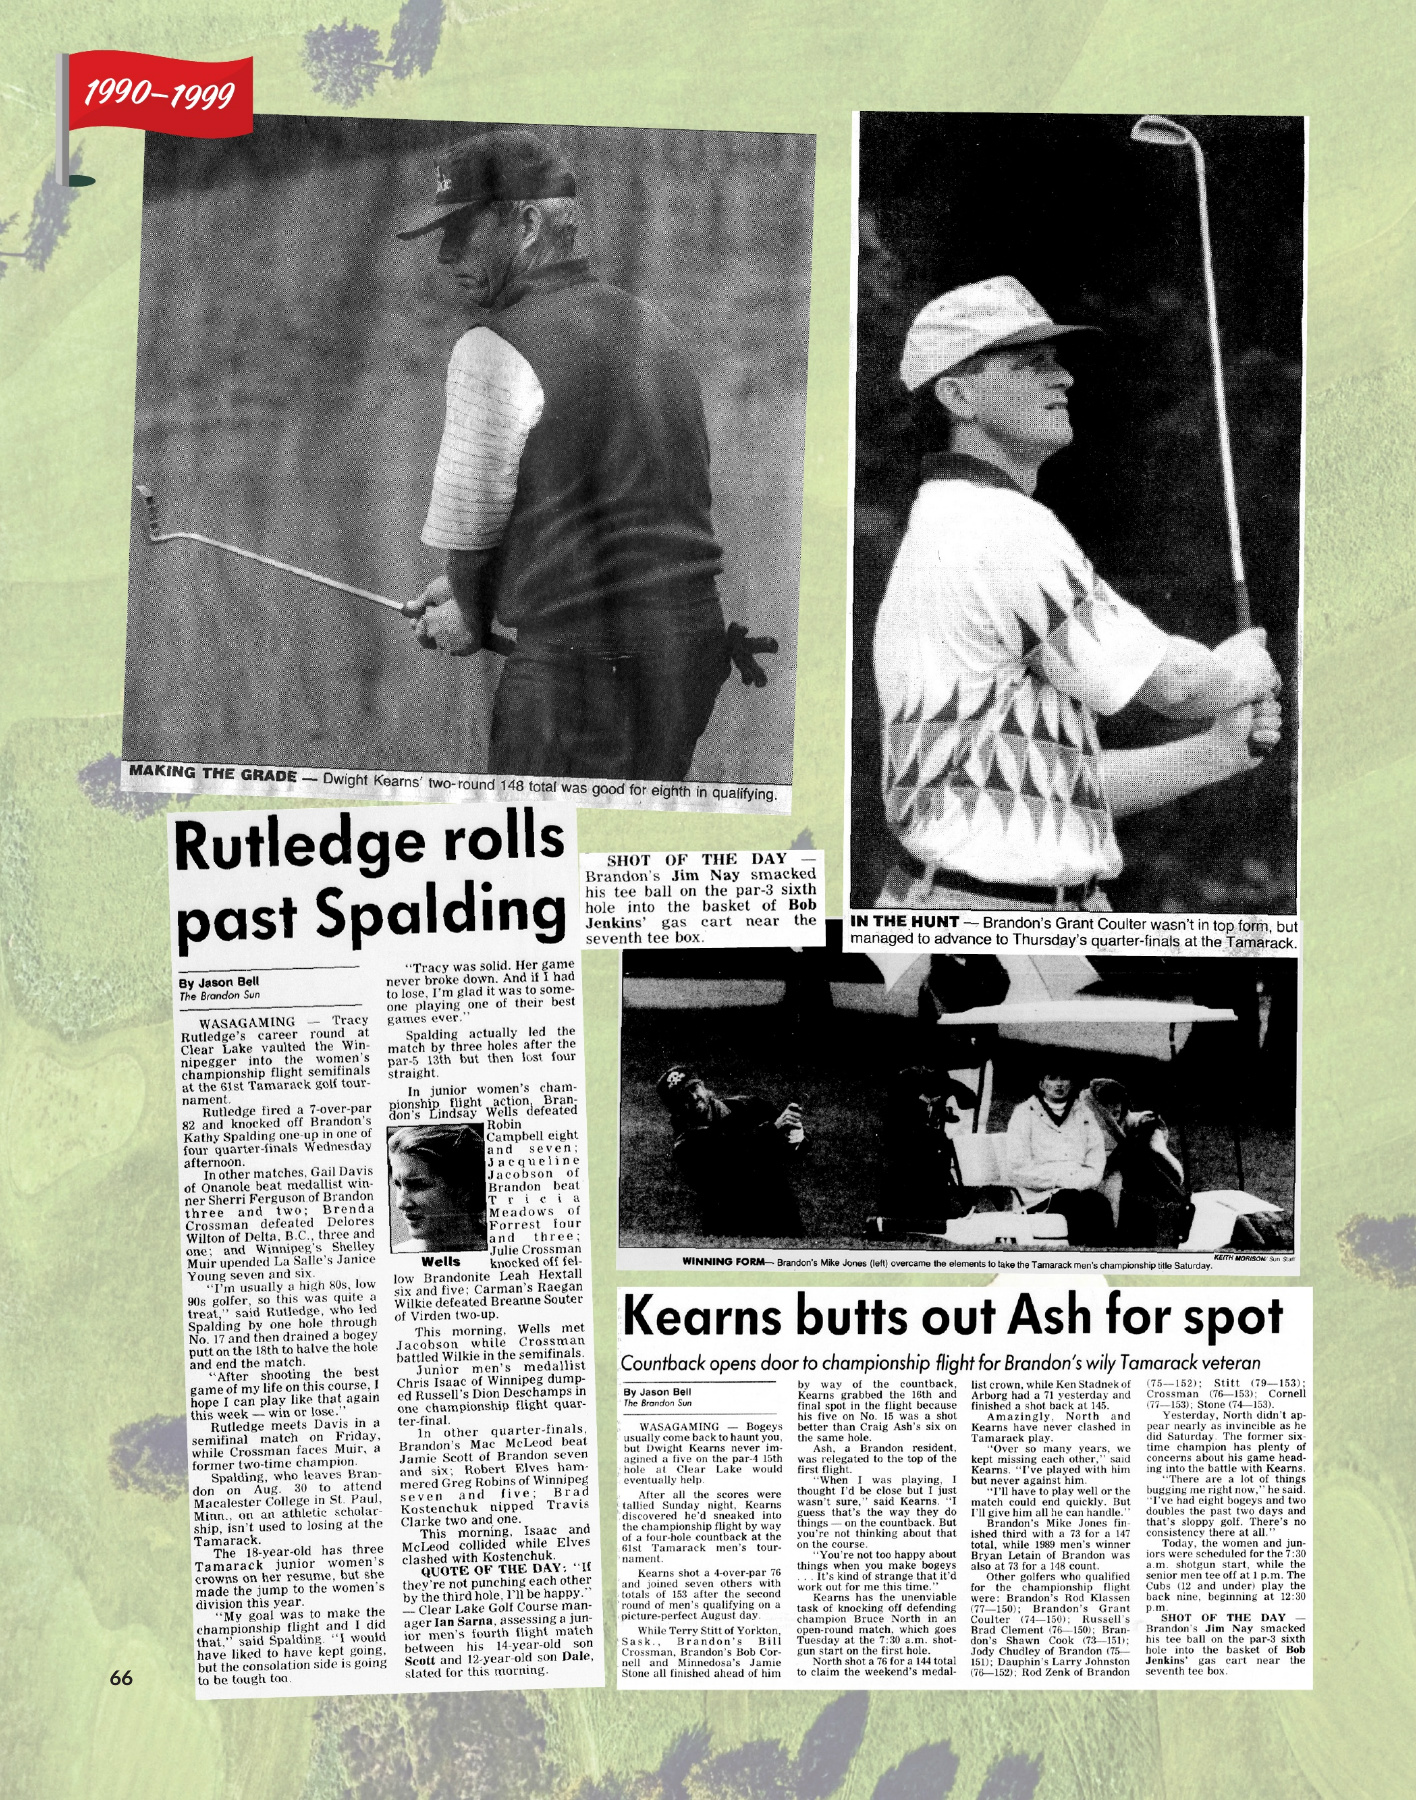 1990–1999
MAKING THE GRADE — Dwight Kearns' two-round 148 total was good for eighth in qualifying.
IN THE HUNT — Brandon's Grant Coulter wasn't in top form, but
managed to advance to Thursday's quarter-finals at the Tamarack.
Rutledge rolls
past Spalding
By Jason Bell
The Brandon Sun
WASAGAMING — Tracy
Rutledge's career round at
Clear Lake vaulted the Win-
nipegger into the women's
championship flight semifinals
at the 61st Tamarack golf tour-
nament.
Rutledge fired a 7-over-par
82 and knocked off Brandon's
Kathy Spalding one-up in one of
four quarter-finals Wednesday
afternoon.
In other matches, Gail Davis
of Onanole beat medallist win-
ner Sherri Ferguson of Brandon
three and two; Brenda
Crossman defeated Delores
Wilton of Delta, B.C., three and
one; and Winnipeg's Shelley
Muir upended La Salle's Janice
Young seven and six.
"I'm usually a high 80s, low
90s golfer, so this was quite a
treat," said Rutledge, who led
Spalding by one hole through
No. 17 and then drained a bogey
putt on the 18th to halve the hole
and end the match.
"After shooting the best
game of my life on this course, I
hope I can play like that again
this week — win or lose."
Rutledge meets Davis in a
semifinal match on Friday,
while Crossman faces Muir, a
former two-time champion.
Spalding, who leaves Bran-
don on Aug. 30 to attend
Macalester College in St. Paul,
Minn., on an athletic scholar-
ship, isn't used to losing at the
Tamarack.
The 18-year-old has three
Tamarack junior women's
crowns on her resume, but she
made the jump to the women's
division this year.
"My goal was to make the
championship flight and I did
that," said Spalding. "I would
have liked to have kept going,
but the consolation side is going
to be tough too.
"Tracy was solid. Her game
never broke down. And if I had
to lose, I'm glad it was to some-
one playing one of their best
games ever."
Spalding actually led the
match by three holes after the
par-5 13th but then lost four
straight.
In junior women's cham-
pionship flight action, Bran-
don's Lindsay Wells defeated
Robin
Campbell eight
and seven;
Jacqueline
Jacobson of
Brandon beat
Tricia
Meadows of
Forrest four
and three;
Julie Crossman
knocked off fel-
Wells
low Brandonite Leah Hextall
six and five; Carman's Raegan
Wilkie defeated Breanne Souter
of Virden two-up.
This morning, Wells met
Jacobson while Crossman
battled Wilkie in the semifinals.
Junior men's medallist
Chris Isaac of Winnipeg dump-
ed Russell's Dion Deschamps in
one championship flight quar-
ter-final.
In other quarter-finals,
Brandon's Mac McLeod beat
Jamie Scott of Brandon seven
and six; Robert Elves ham-
mered Greg Robins of Winnipeg
seven and five; Brad
Kostenchuk nipped Travis
Clarke two and one.
This morning, Isaac and
McLeod collided while Elves
clashed with Kostenchuk.
QUOTE OF THE DAY: "If
they're not punching each other
by the third hole, I'll be happy."
— Clear Lake Golf Course man-
ager Ian Sarna, assessing a jun-
ior men's fourth flight match
between his 14-year-old son
Scott and 12-year-old son Dale,
slated for this morning.
SHOT OF THE DAY —
Brandon's Jim Nay smacked
his tee ball on the par-3 sixth
hole into the basket of Bob
Jenkins' gas cart near the
seventh tee box.
KEITH MORISON/ Sun Staff
WINNING FORM— Brandon's Mike Jones (left) overcame the elements to take the Tamarack men's championship title Saturday.
Kearns butts out Ash for spot
Countback opens door to championship flight for Brandon's wily Tamarack veteran
By Jason Bell
The Brandon Sun
WASAGAMING — Bogeys
usually come back to haunt you,
but Dwight Kearns never im-
agined a five on the par-4 15th
hole at Clear Lake would
eventually help.
After all the scores were
tallied Sunday night, Kearns
discovered he'd sneaked into
the championship flight by way
of a four-hole countback at the
61st Tamarack men's tour-
nament.
Kearns shot a 4-over-par 76
and joined seven others with
totals of 153 after the second
round of men's qualifying on a
picture-perfect August day.
While Terry Stitt of Yorkton,
Sask., Brandon's Bill
Crossman, Brandon's Bob Cor-
nell and Minnedosa's Jamie
Stone all finished ahead of him
by way of the countback,
Kearns grabbed the 16th and
final spot in the flight because
his five on No. 15 was a shot
better than Craig Ash's six on
the same hole.
Ash, a Brandon resident,
was relegated to the top of the
first flight.
"When I was playing, I
thought I'd be close but I just
wasn't sure," said Kearns. "I
guess that's the way they do
things — on the countback. But
you're not thinking about that
on the course.
"You're not too happy about
things when you make bogeys
. . . It's kind of strange that it'd
work out for me this time."
Kearns has the unenviable
task of knocking off defending
champion Bruce North in an
open-round match, which goes
Tuesday at the 7:30 a.m. shot-
gun start on the first hole.
North shot a 76 for a 144 total
to claim the weekend's medal-
list crown, while Ken Stadnek of
Arborg had a 71 yesterday and
finished a shot back at 145.
Amazingly, North and
Kearns have never clashed in
Tamarack play.
"Over so many years, we
kept missing each other," said
Kearns. "I've played with him
but never against him.
"I'll have to play well or the
match could end quickly. But
I'll give him all he can handle."
Brandon's Mike Jones fin-
ished third with a 73 for a 147
total, while 1989 men's winner
Bryan Letain of Brandon was
also at 73 for a 148 count.
Other golfers who qualified
for the championship flight
were: Brandon's Rod Klassen
(77—150); Brandon's Grant
Coulter (74—150); Russell's
Brad Clement (76—150); Bran-
don's Shawn Cook (73—151);
Jody Chudley of Brandon (75—
151); Dauphin's Larry Johnston
(76—152); Rod Zenk of Brandon
(75—152); Stitt (79—153);
Crossman (76—153); Cornell
(77—153); Stone (74—153).
Yesterday, North didn't ap-
pear nearly as invincible as he
did Saturday. The former six-
time champion has plenty of
concerns about his game head-
ing into the battle with Kearns.
"There are a lot of things
bugging me right now," he said.
"I've had eight bogeys and two
doubles the past two days and
that's sloppy golf. There's no
consistency there at all."
Today, the women and jun-
iors were scheduled for the 7:30
a.m. shotgun start, while the
senior men tee off at 1 p.m. The
Cubs (12 and under) play the
back nine, beginning at 12:30
p.m.
SHOT OF THE DAY —
Brandon's Jim Nay smacked
his tee ball on the par-3 sixth
hole into the basket of Bob
Jenkins' gas cart near the
seventh tee box.
66